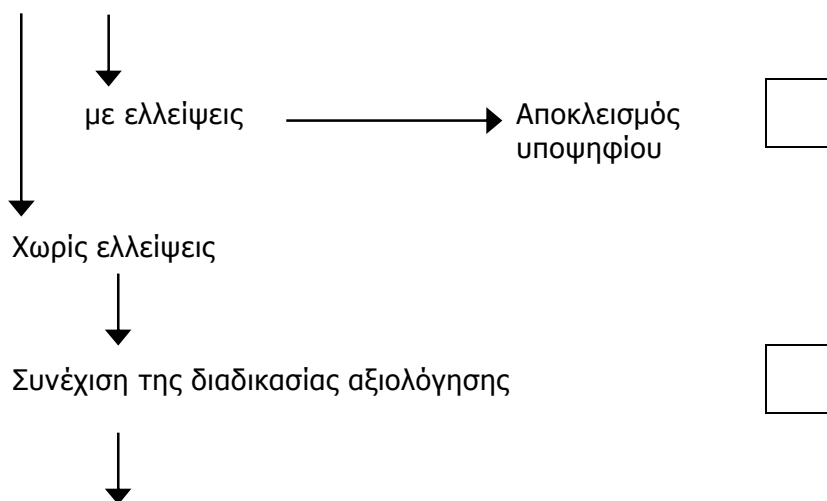 με ελλείψεις
Αποκλεισμός
υποψηφίου
Χωρίς ελλείψεις
Συνέχιση της διαδικασίας αξιολόγησης